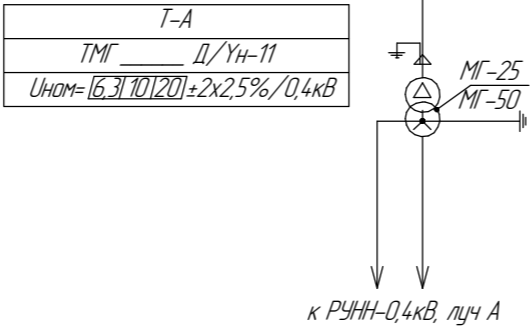 Т-А
ТМГ ______ Д/Ун-11
Uном= 6,3 10 20 ±2х2,5%/0,4кВ
МГ-25
МГ-50
к РУНН-0,4кВ, луч А